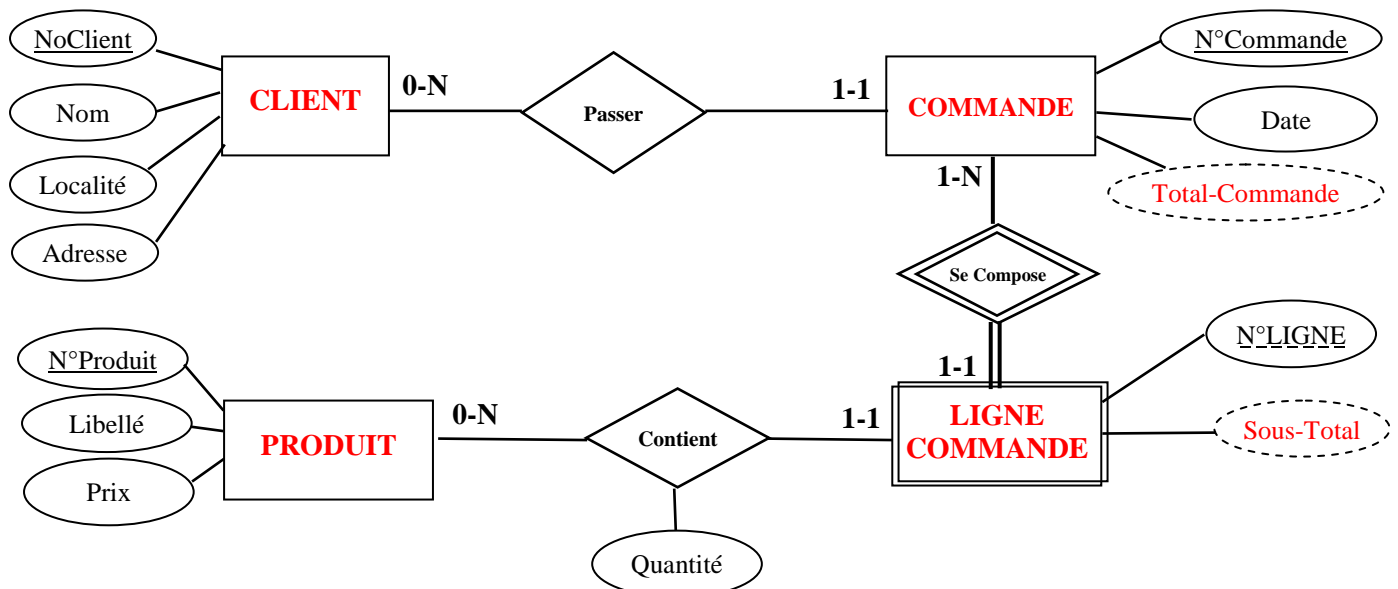 NoClient
N°Commande
0-N
1-1
CLIENT
Passer
COMMANDE
Nom
Date
Localité
1-N
Total-Commande
Adresse
Se Compose
N°LIGNE
N°Produit
1-1
0-N
1-1
LIGNE
COMMANDE
Libellé
PRODUIT
Contient
Sous-Total
Prix
Quantité